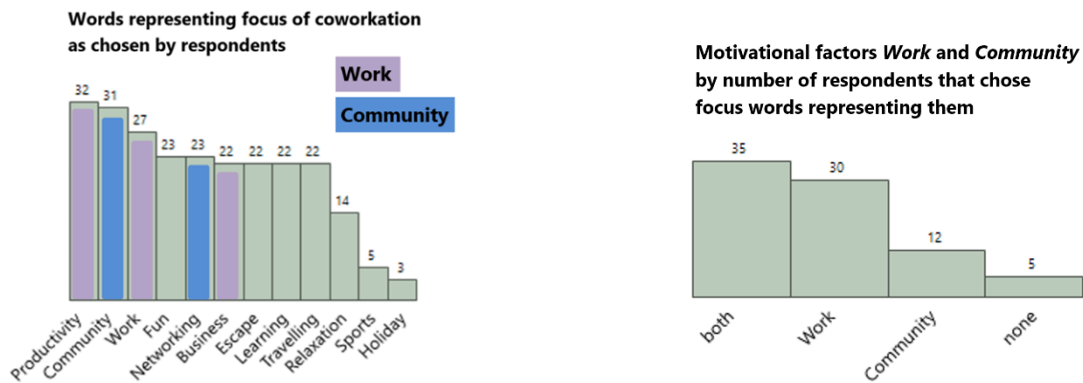 Words representing focus of coworkation
as chosen by respondents
Work
Community
32
31
27
23
23
22
22
22
22
14
5
3
Productivity
Community
Work
Fun
Networking
Business
Escape
Learning
Travelling
Relaxation
Sports
Holiday
Motivational factors Work and Community
by number of respondents that chose
focus words representing them
35
30
12
5
both
Work
Community
none